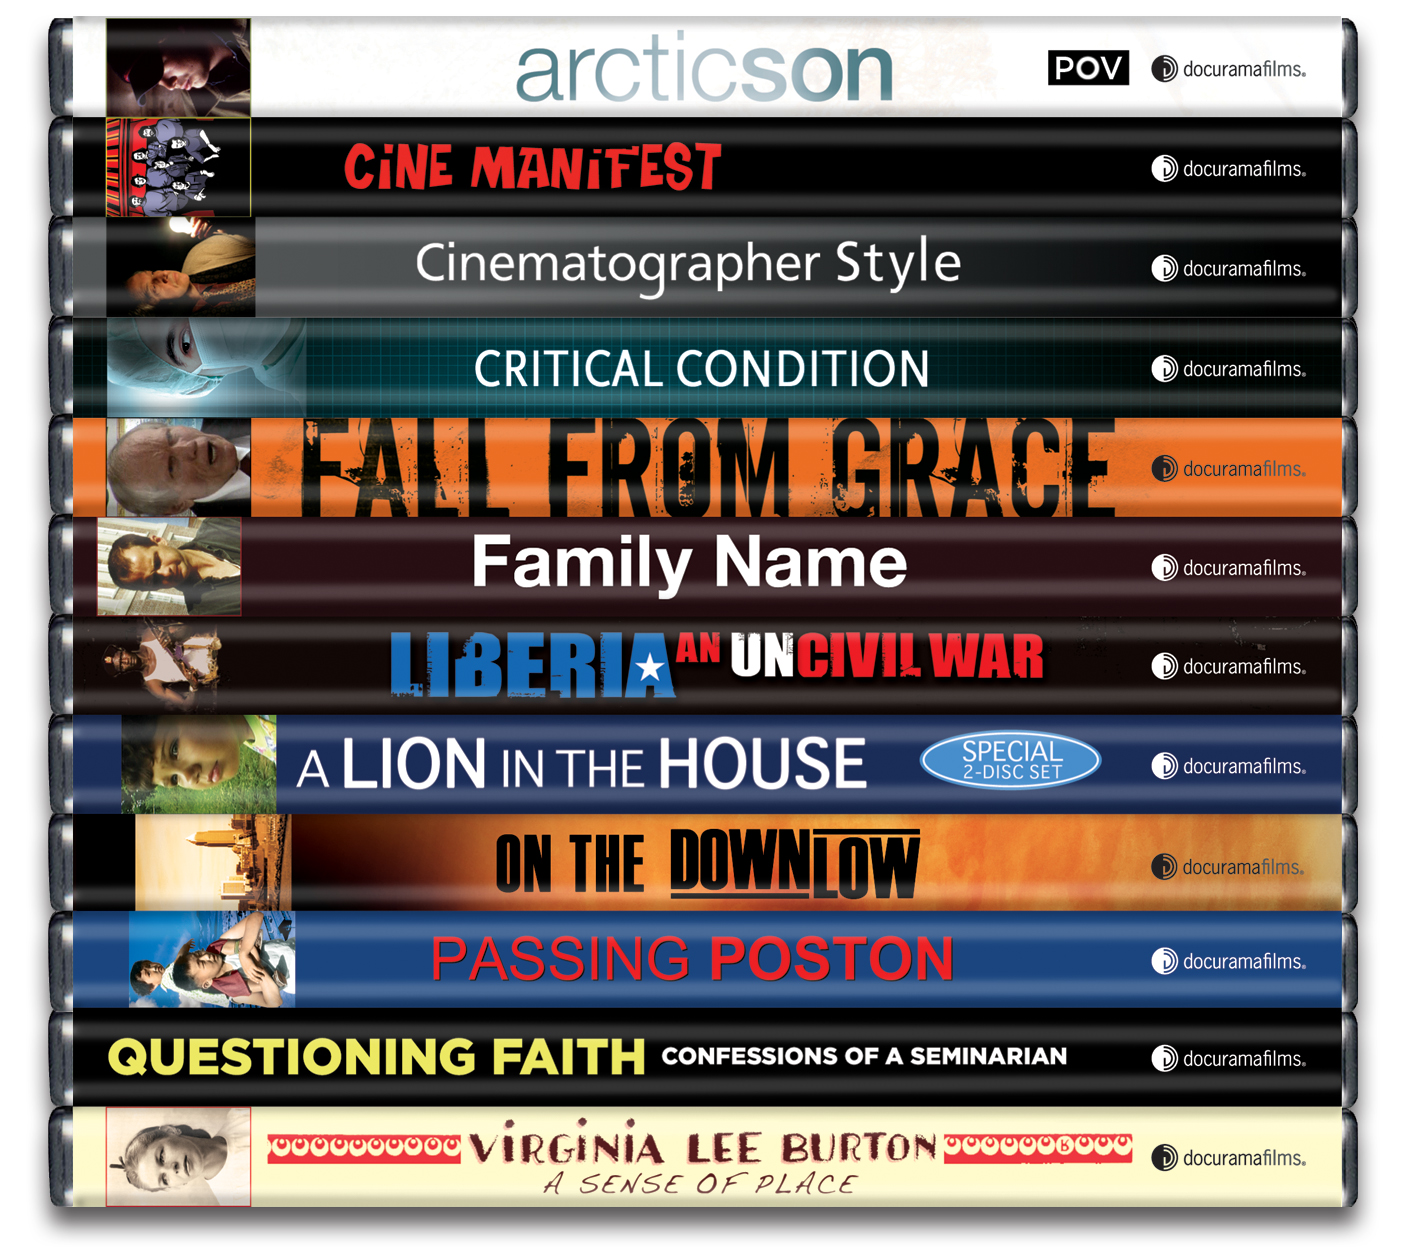 arcticson POV docuramafilms®
CiNE MANiFEST docuramafilms®
Cinematographer Style docuramafilms®
CRITICAL CONDITION docuramafilms®
FALL FROM GRACE docuramafilms®
Family Name docuramafilms®
LIBERIA AN UNCIVIL WAR docuramafilms®
A LION IN THE HOUSE SPECIAL docuramafilms®
2-DISC SET
ON THE DOWNLOW docuramafilms®
PASSING POSTON docuramafilms®
QUESTIONING FAITH CONFESSIONS OF A SEMINARIAN docuramafilms®
ViRGiNiA LEE BURTON docuramafilms®
A SENSE OF PLACE